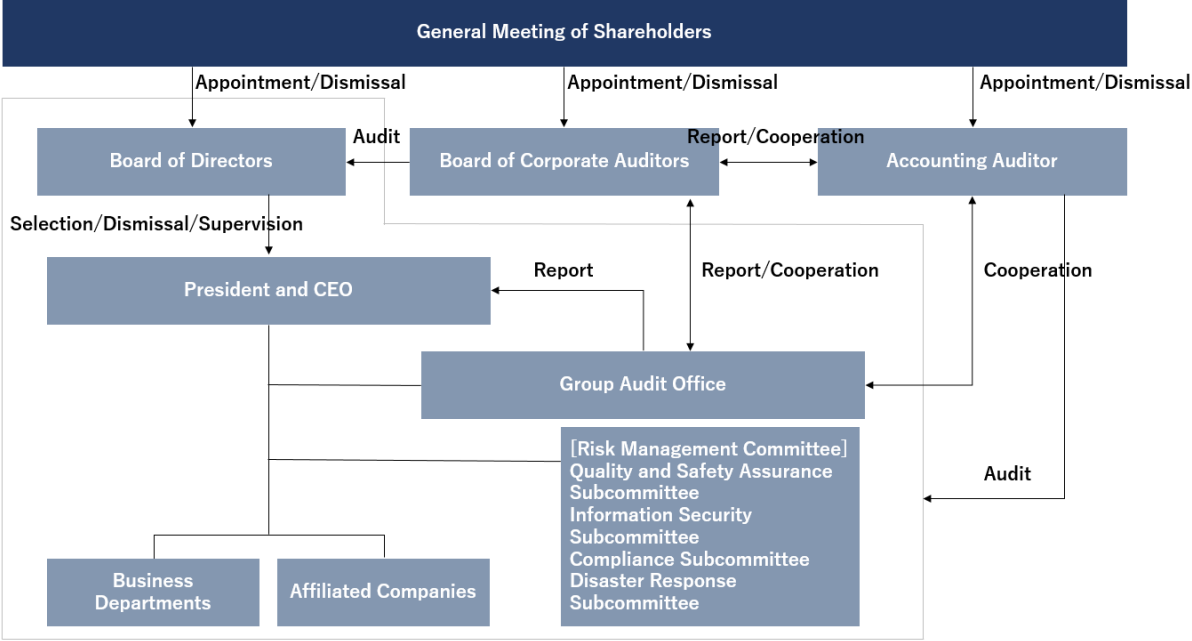 General Meeting of Shareholders
Appointment/Dismissal
Appointment/Dismissal
Appointment/Dismissal
Board of Directors
Audit
Board of Corporate Auditors
Report/Cooperation
Accounting Auditor
Selection/Dismissal/Supervision
President and CEO
Report
Report/Cooperation
Cooperation
Group Audit Office
[Risk Management Committee]
Quality and Safety Assurance
Subcommittee
Information Security
Subcommittee
Compliance Subcommittee
Disaster Response
Subcommittee
Audit
Business
Departments
Affiliated Companies